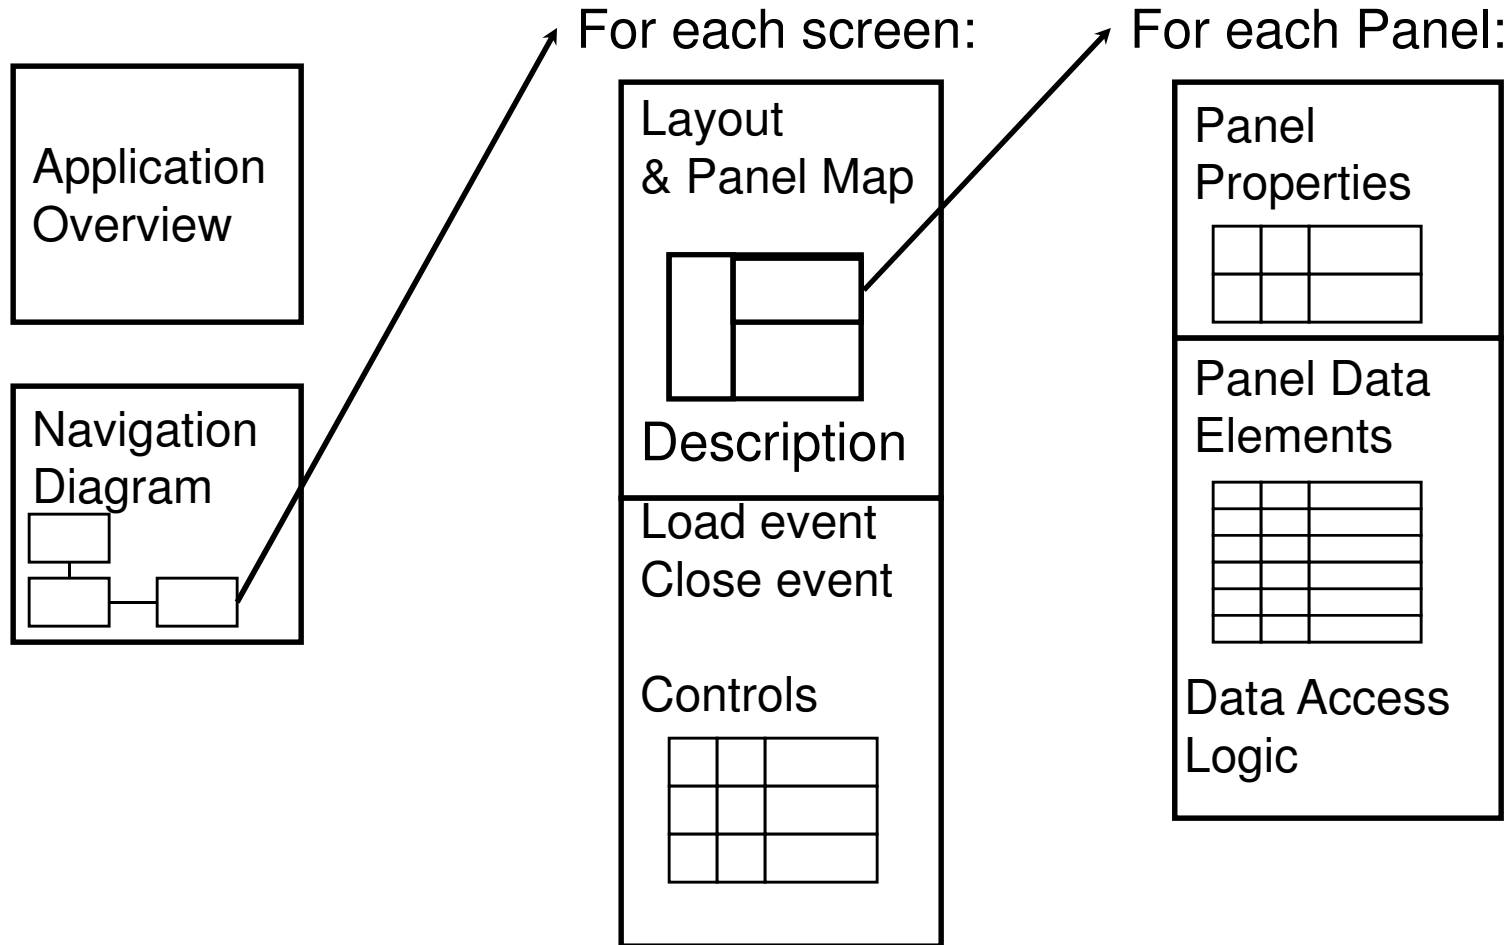 Application
Overview
Navigation
Diagram
For each screen:
Layout
& Panel Map
Description
Load event
Close event
Controls
For each Panel:
Panel
Properties
Panel Data
Elements
Data Access
Logic